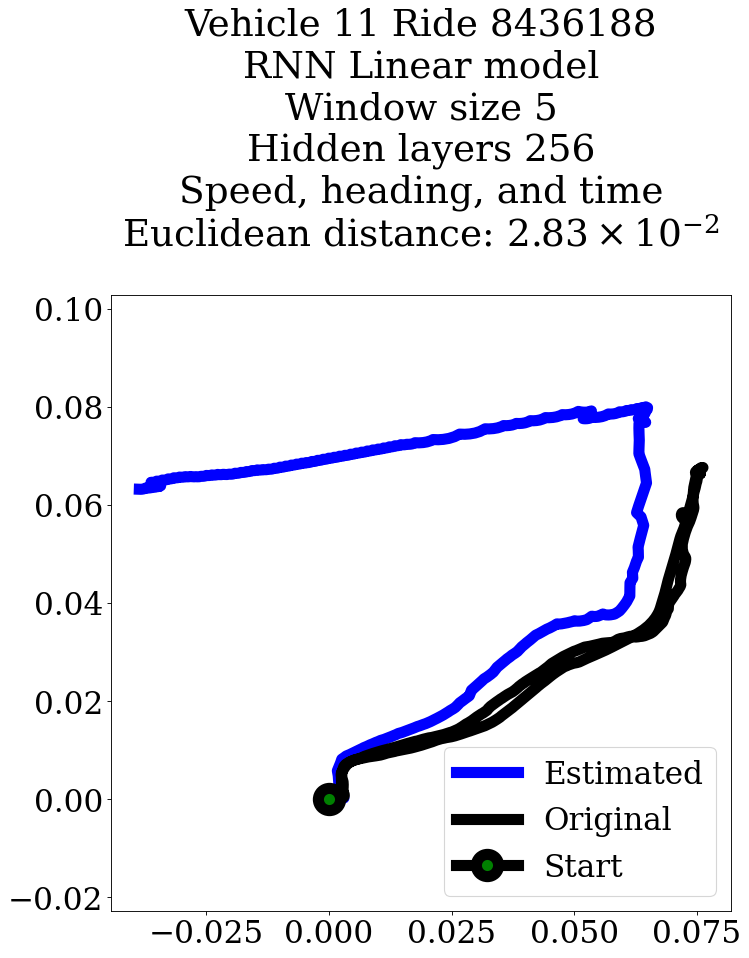 Vehicle 11 Ride 8436188
RNN Linear model
Window size 5
Hidden layers 256
Speed, heading, and time
Euclidean distance: 2.83 × 10⁻²
0.10
0.08
0.06
0.04
0.02
0.00
−0.02
Estimated
Original
Start
−0.025 0.000 0.025 0.050 0.075